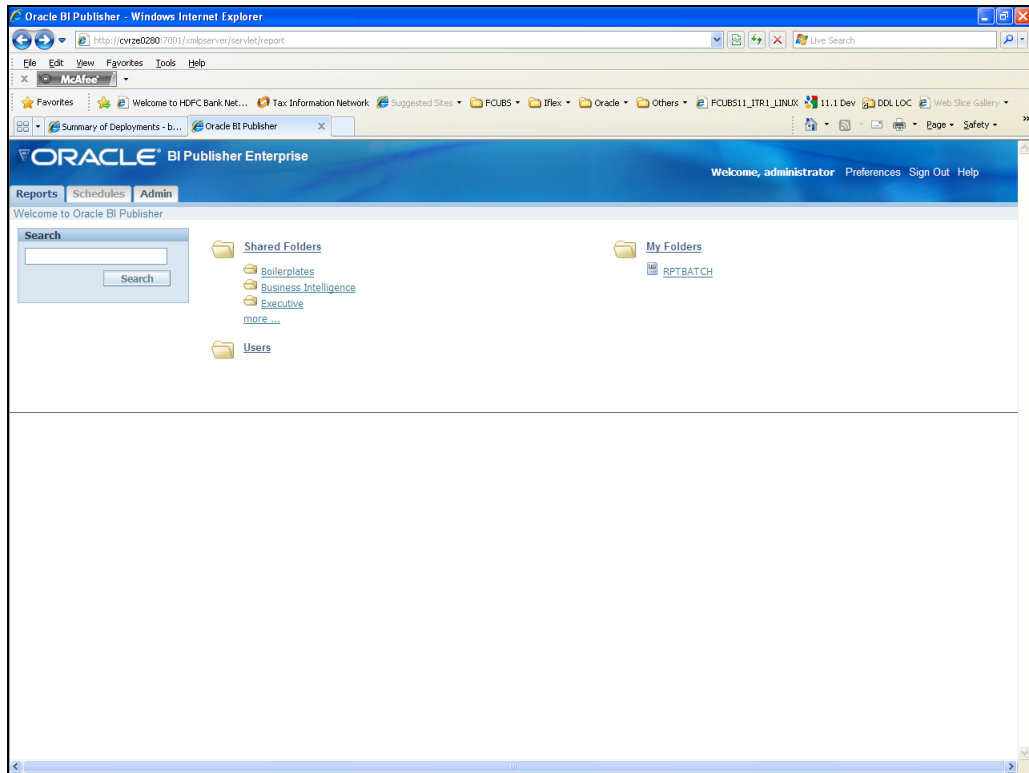 Oracle BI Publisher - Windows Internet Explorer
http://cvrze0280:7001/xmlpserver/servlet/report
Live Search
File Edit View Favorites Tools Help
x McAfee
Favorites Welcome to HDFC Bank Net... Tax Information Network Suggested Sites FCUBS Iflex Oracle Others FCUBS11_ITR1_LINUX 11.1 Dev DDL LOC Web Slice Gallery
Summary of Deployments - b... Oracle BI Publisher X Page Safety »
ORACLE BI Publisher Enterprise
Welcome, administrator Preferences Sign Out Help
Reports Schedules Admin
Welcome to Oracle BI Publisher
Search
Search
Shared Folders
Boilerplates
Business Intelligence
Executive
more ...
Users
My Folders
RPTBATCH